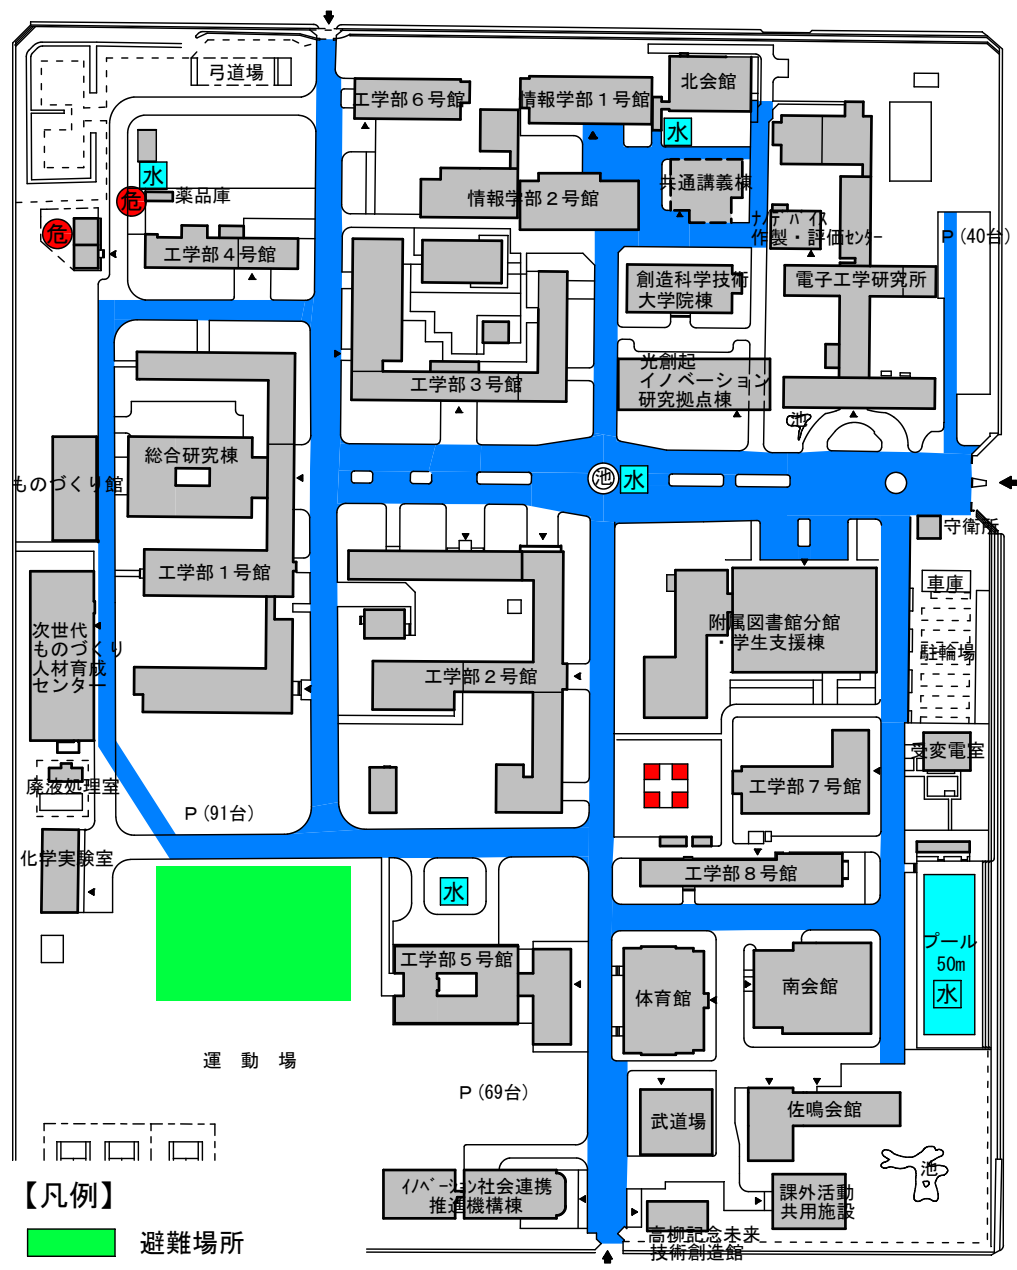 弓道場
工学部６号館
情報学部１号館
北会館
水
水
危
薬品庫
共通講義棟
情報学部２号館
危
工学部４号館
ﾅﾉﾃﾞﾊﾞｲｽ
作製・評価ｾﾝﾀｰ
Ｐ(40台)
創造科学技術
大学院棟
電子工学研究所
光創起
イノベーション
研究拠点棟
工学部３号館
池
総合研究棟
ものづくり館
池
水
守衛所
工学部１号館
車庫
次世代
ものづくり
人材育成
センター
附属図書館分館
・学生支援棟
駐輪場
工学部２号館
受変電室
廃液処理室
工学部７号館
Ｐ(91台)
化学実験室
工学部８号館
水
プール
50m
水
工学部５号館
体育館
南会館
運　動　場
Ｐ(69台)
武道場
佐鳴会館
池
ｲﾉﾍﾞｰｼｮﾝ社会連携
推進機構棟
課外活動
共用施設
高柳記念未来
技術創造館
【凡例】
避難場所